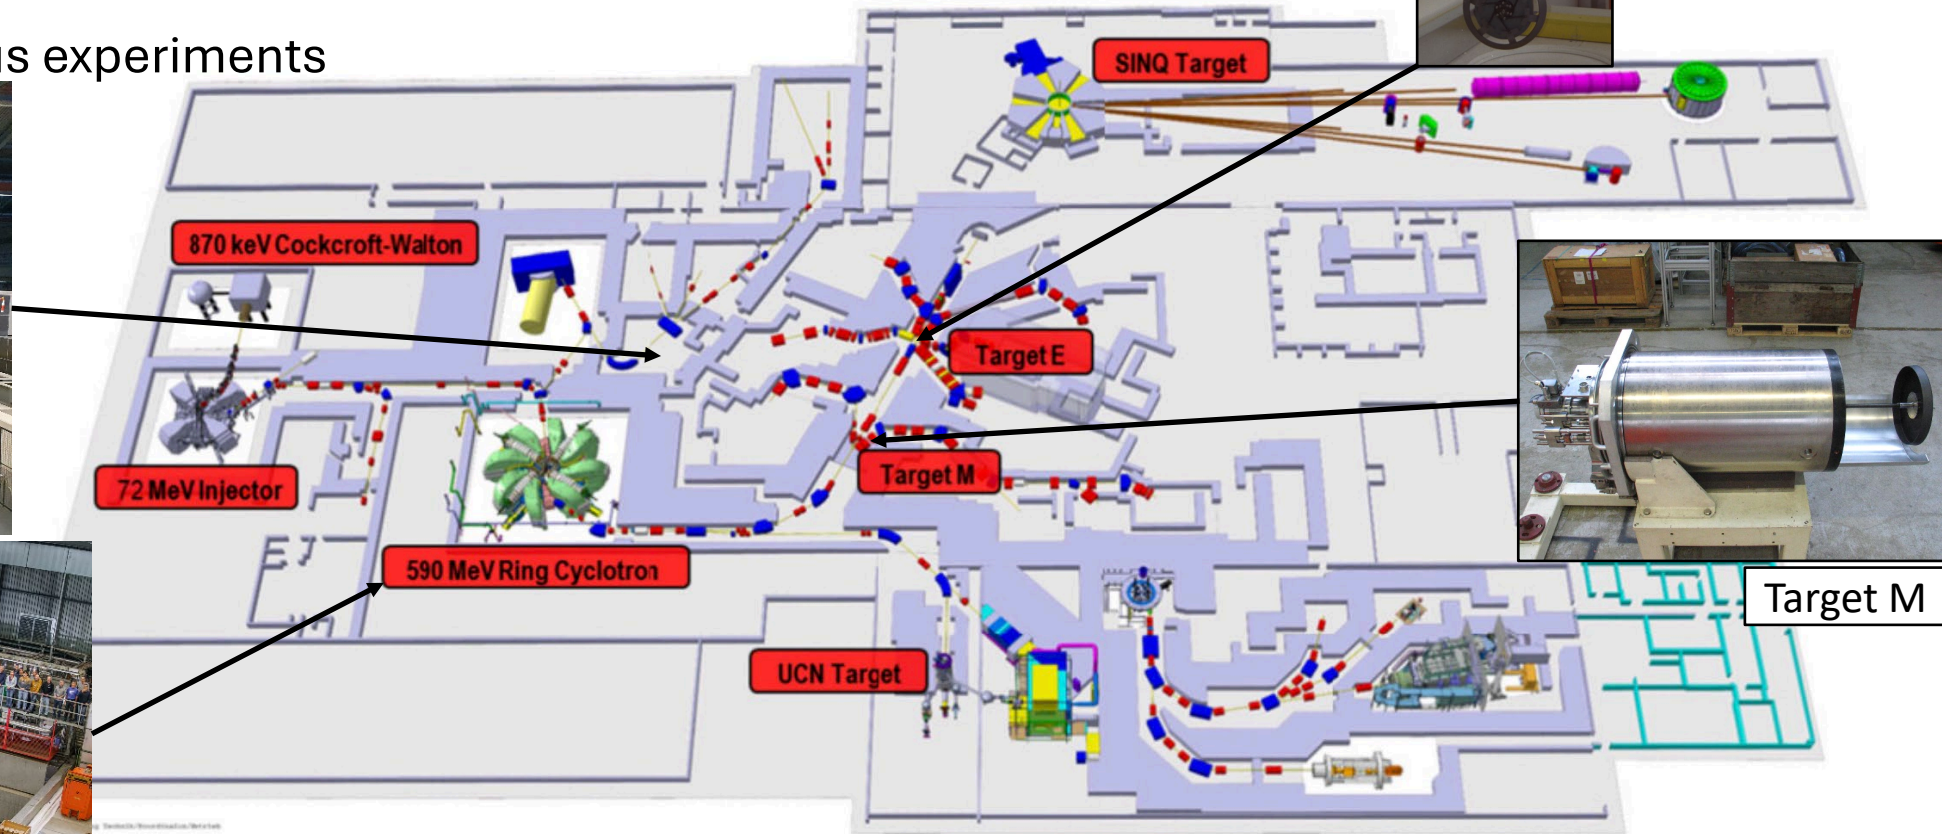 us experiments
SINQ Target
870 keV Cockcroft-Walton
Target E
Target M
72 MeV Injector
590 MeV Ring Cyclotron
Target M
UCN Target